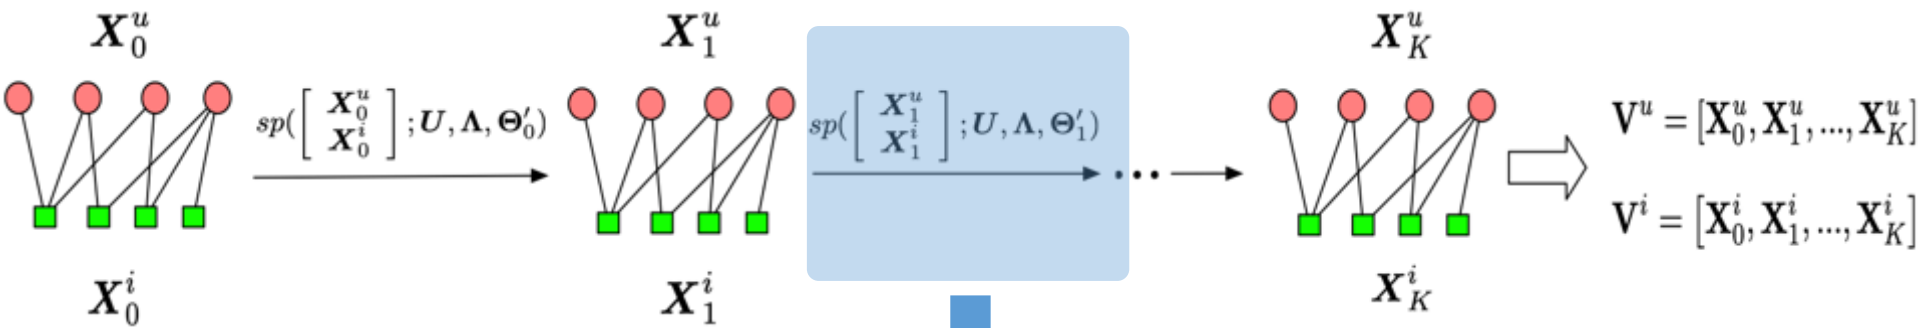 X_0^u
X_1^u
X_K^u
sp([X_0^u X_0^i]; U, Λ, Θ'_0)
sp([X_1^u X_1^i]; U, Λ, Θ'_1)
...
V^u = [X_0^u, X_1^u, ..., X_K^u]
V^i = [X_0^i, X_1^i, ..., X_K^i]
X_0^i
X_1^i
X_K^i